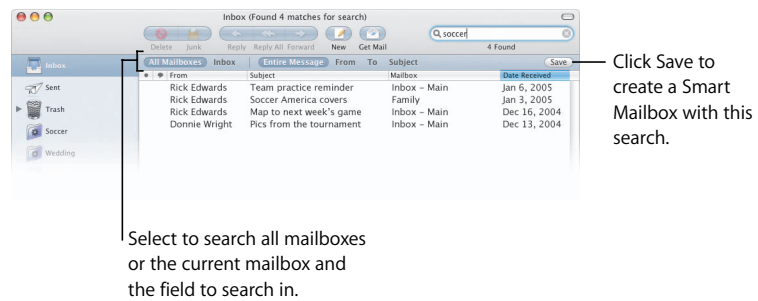 Inbox (Found 4 matches for search)
soccer
Delete Junk Reply Reply All Forward New Get Mail 4 Found
Inbox All Mailboxes Inbox Entire Message From To Subject Save
From Subject Mailbox Date Received
Sent Rick Edwards Team practice reminder Inbox – Main Jan 6, 2005
Trash Rick Edwards Soccer America covers Family Jan 3, 2005
Rick Edwards Map to next week's game Inbox – Main Dec 16, 2004
Soccer Donnie Wright Pics from the tournament Inbox – Main Dec 13, 2004
Wedding
Click Save to
create a Smart
Mailbox with this
search.
Select to search all mailboxes
or the current mailbox and
the field to search in.